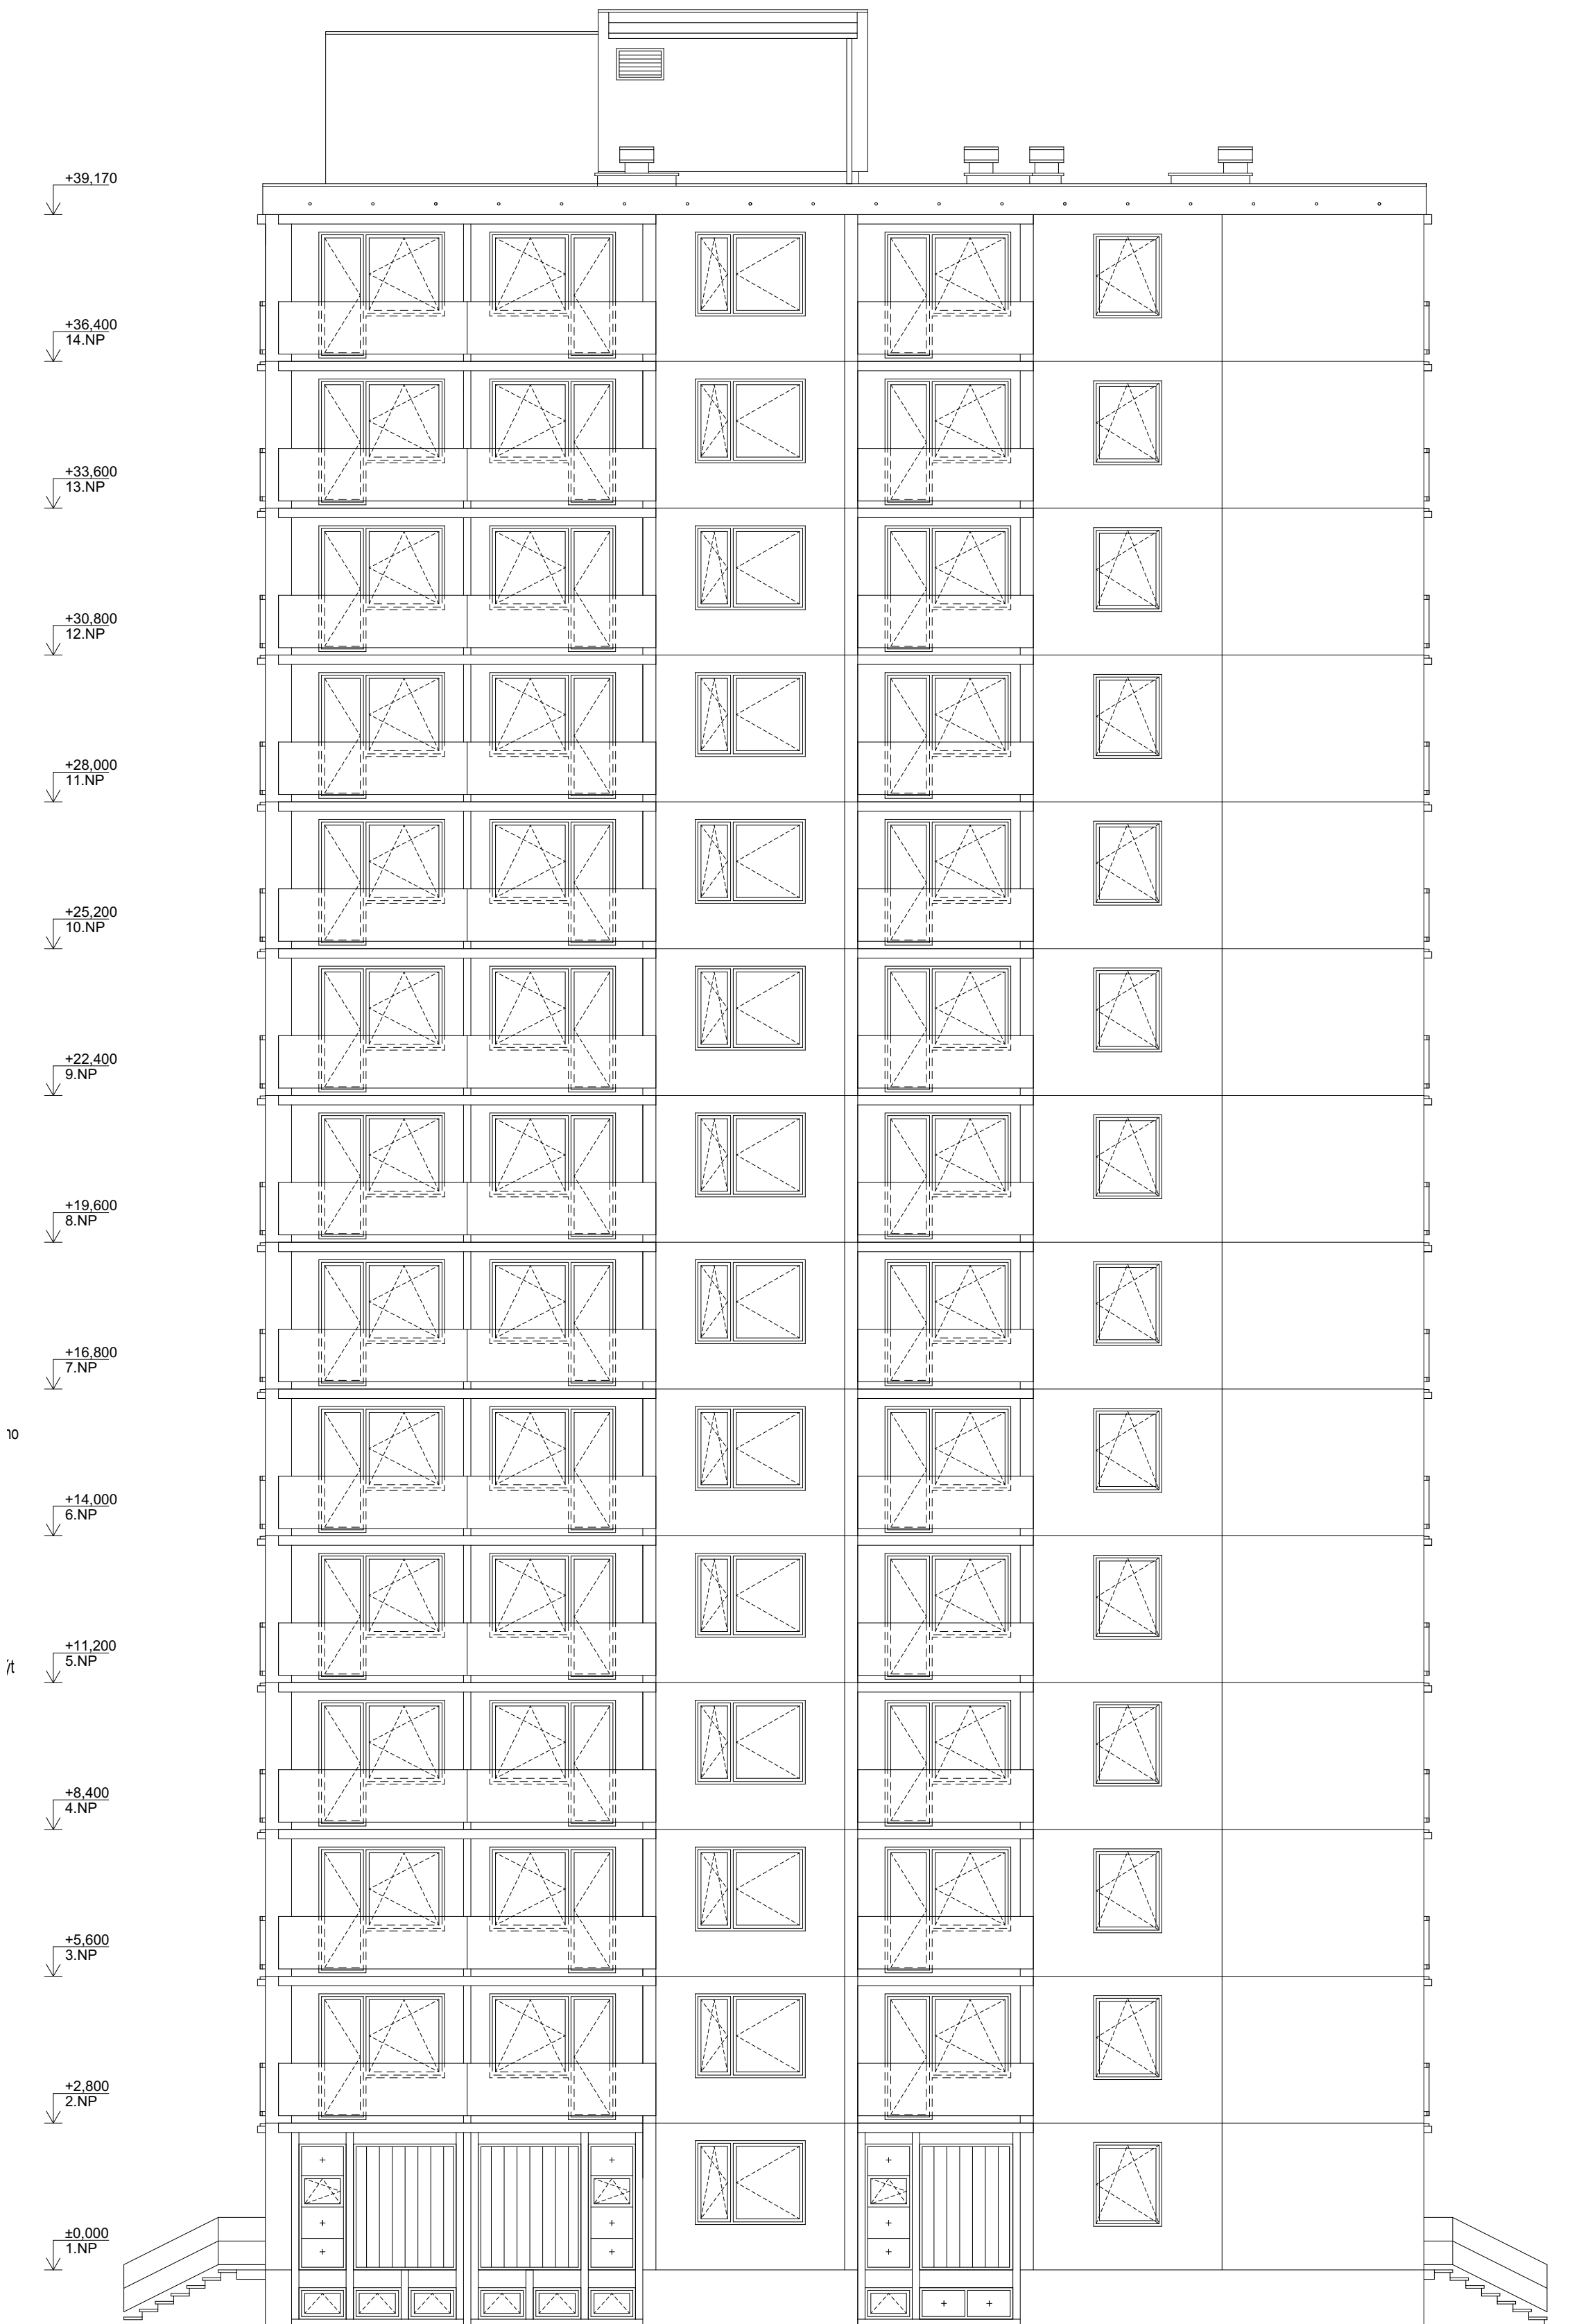 +39,170
+36,400
14.NP
+33,600
13.NP
+30,800
12.NP
+28,000
11.NP
+25,200
10.NP
+22,400
9.NP
+19,600
8.NP
+16,800
7.NP
+14,000
6.NP
+11,200
5.NP
+8,400
4.NP
+5,600
3.NP
+2,800
2.NP
±0,000
1.NP